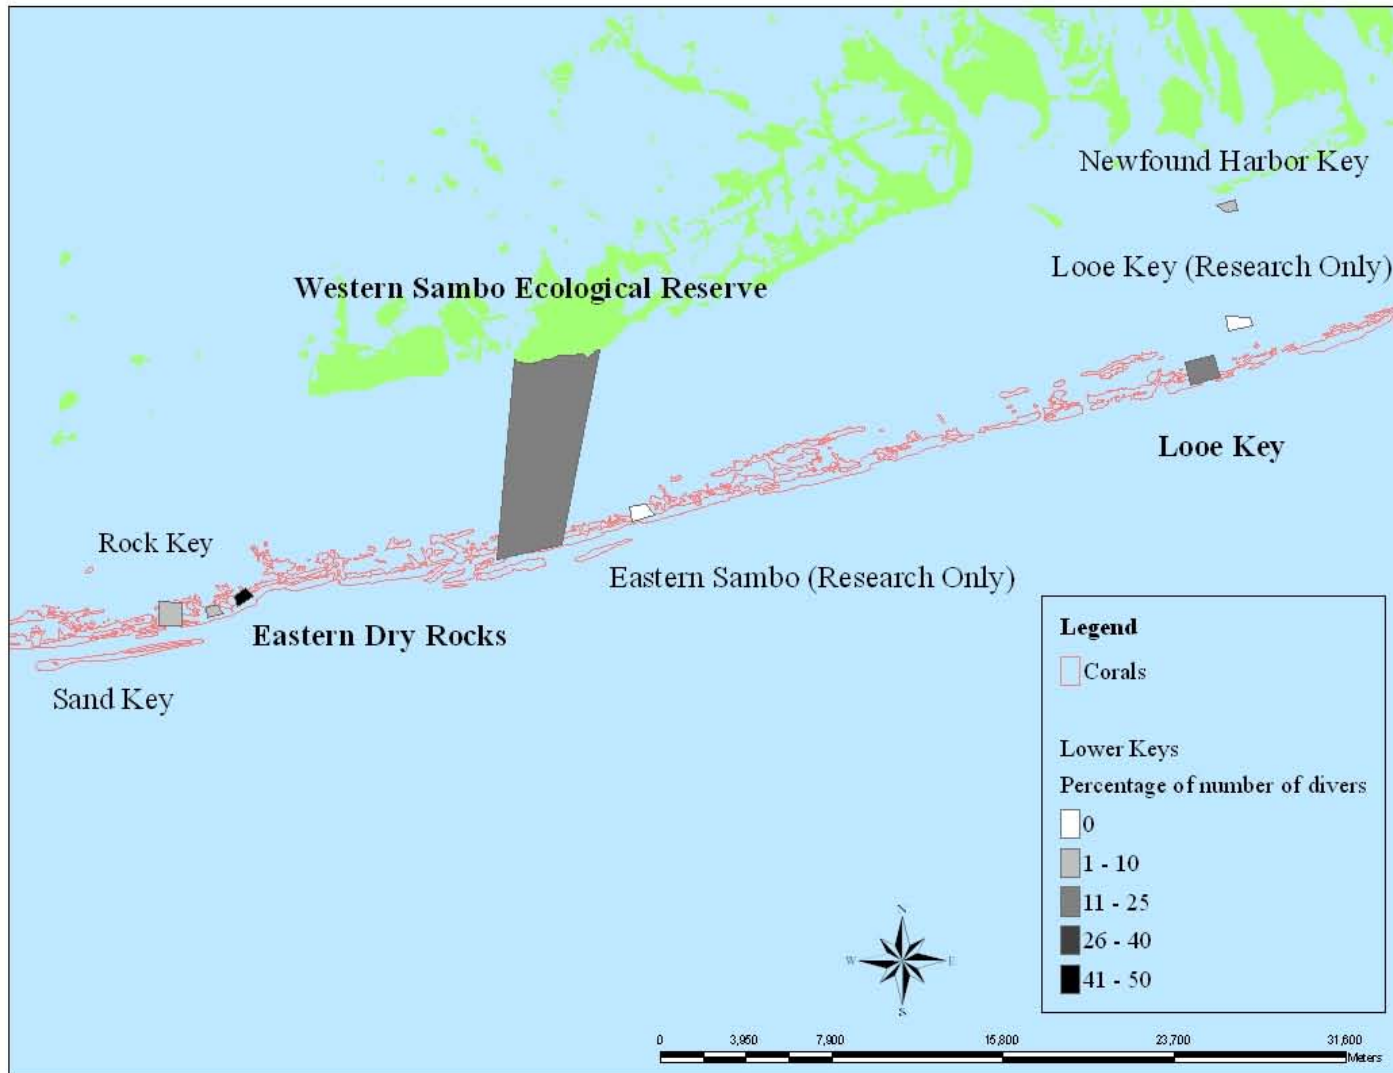 Newfound Harbor Key
Looe Key (Research Only)
Western Sambo Ecological Reserve
Looe Key
Rock Key
Eastern Sambo (Research Only)
Eastern Dry Rocks
Sand Key
Legend
Corals
Lower Keys
Percentage of number of divers
0
1 - 10
11 - 25
26 - 40
41 - 50
N
W E
S
0 3,950 7,900 15,800 23,700 31,600
Meters